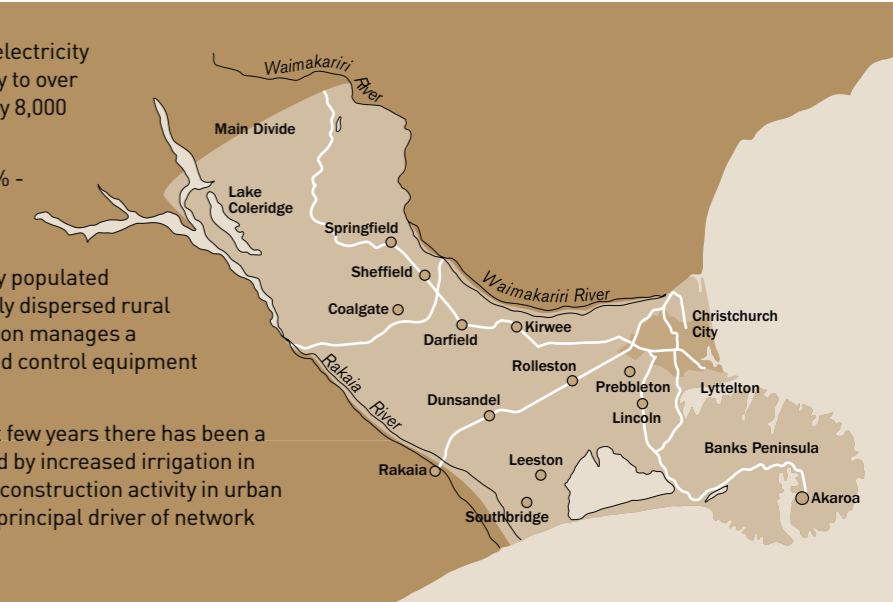 electricity
y to over
y 8,000
% -
y populated
ly dispersed rural
on manages a
d control equipment
t few years there has been a
d by increased irrigation in
construction activity in urban
principal driver of network
Waimakariri
River
Main Divide
Lake
Coleridge
Springfield
Sheffield
Coalgate
Darfield
Kirwee
Waimakariri River
Christchurch
City
Rolleston
Prebbleton
Lyttelton
Lincoln
Dunsandel
Rakaia
River
Rakaia
Leeston
Southbridge
Banks Peninsula
Akaroa